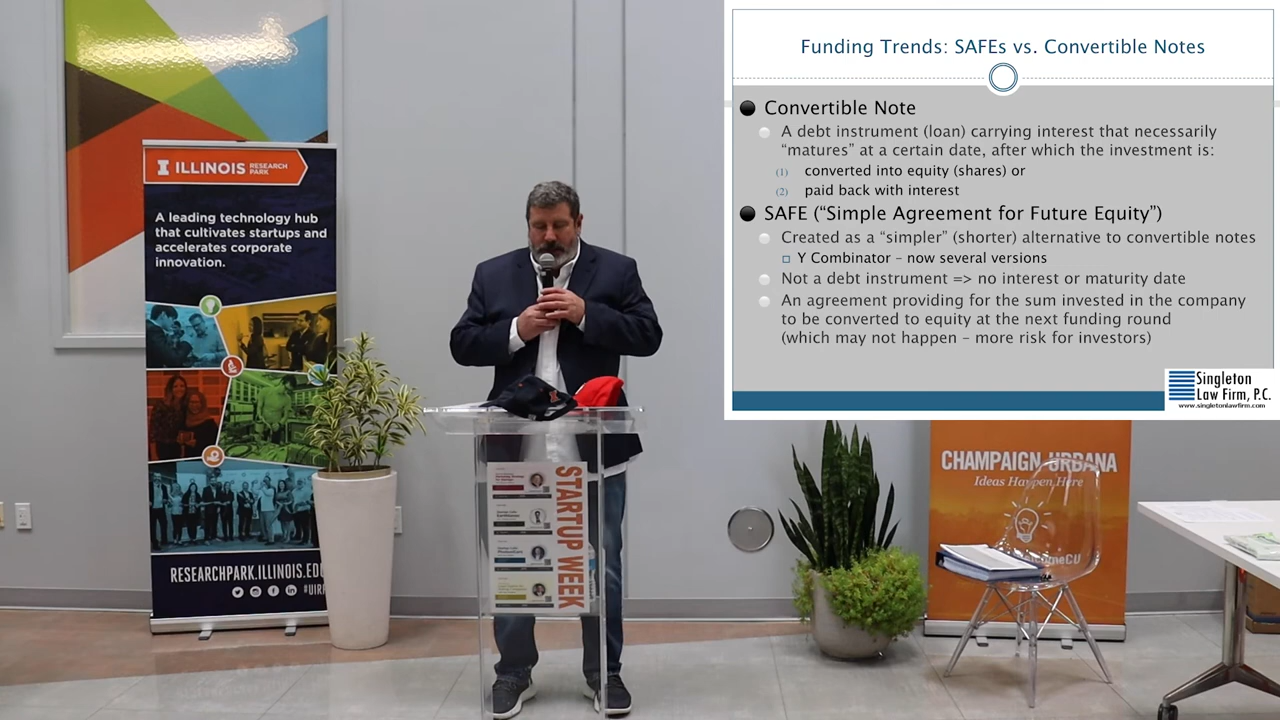 Funding Trends: SAFEs vs. Convertible Notes
Convertible Note
A debt instrument (loan) carrying interest that necessarily
“matures” at a certain date, after which the investment is:
(1) converted into equity (shares) or
(2) paid back with interest
SAFE (“Simple Agreement for Future Equity”)
Created as a “simpler” (shorter) alternative to convertible notes
Y Combinator – now several versions
Not a debt instrument => no interest or maturity date
An agreement providing for the sum invested in the company
to be converted to equity at the next funding round
(which may not happen – more risk for investors)
Singleton
Law Firm, P.C.
www.singletonlawfirm.com
ILLINOIS RESEARCH
PARK
A leading technology hub
that cultivates startups and
accelerates corporate
innovation.
RESEARCHPARK.ILLINOIS.EDU
STARTUP WEEK
CHAMPAIGN URBANA
Ideas Happen Here